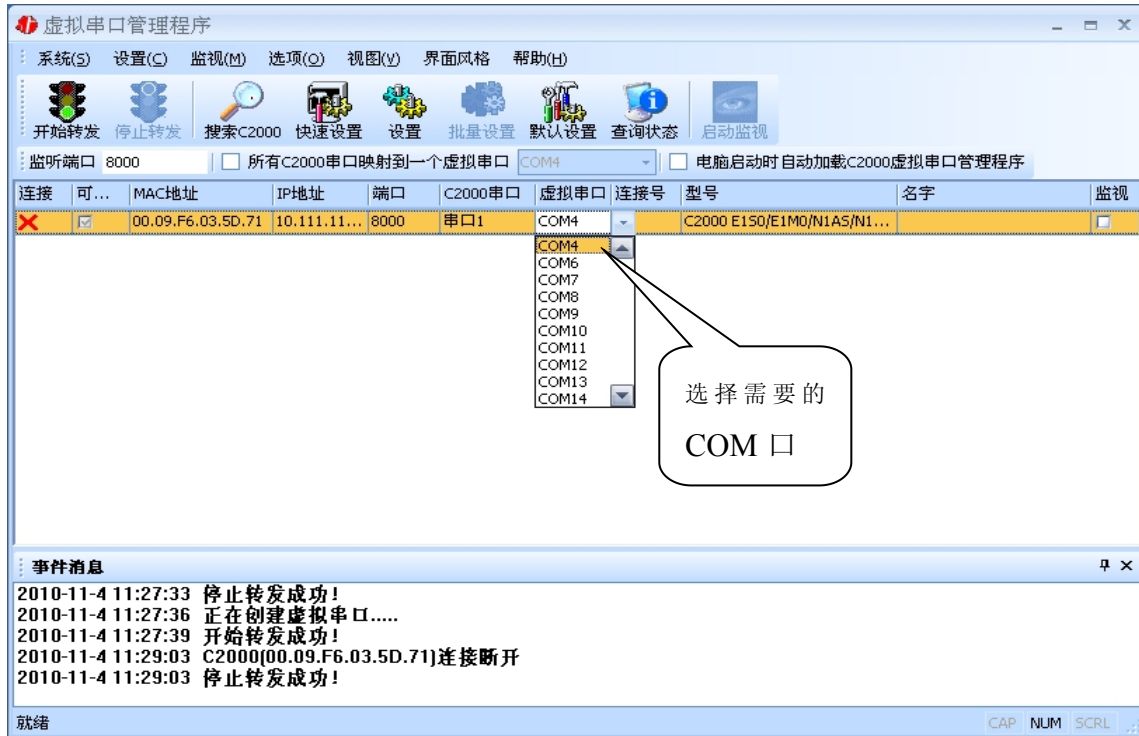 虚拟串口管理程序
系统(S) 设置(C) 监视(M) 选项(O) 视图(V) 界面风格 帮助(H)
开始转发 停止转发 搜索C2000 快速设置 设置 批量设置 默认设置 查询状态 启动监视
监听端口 8000 所有C2000串口映射到一个虚拟串口 COM4 电脑启动时自动加载C2000虚拟串口管理程序
连接 可... MAC地址 IP地址 端口 C2000串口 虚拟串口 连接号 型号 名字 监视
00.09.F6.03.5D.71 10.111.11... 8000 串口1 COM4 C2000 E1S0/E1M0/N1AS/N1...
COM4
COM6
COM7
COM8
COM9
COM10
COM11
COM12
COM13
COM14
选择需要的
COM 口
事件消息
2010-11-4 11:27:33 停止转发成功!
2010-11-4 11:27:36 正在创建虚拟串口.....
2010-11-4 11:27:39 开始转发成功!
2010-11-4 11:29:03 C2000(00.09.F6.03.5D.71)连接断开
2010-11-4 11:29:03 停止转发成功!
就绪 CAP NUM SCRL